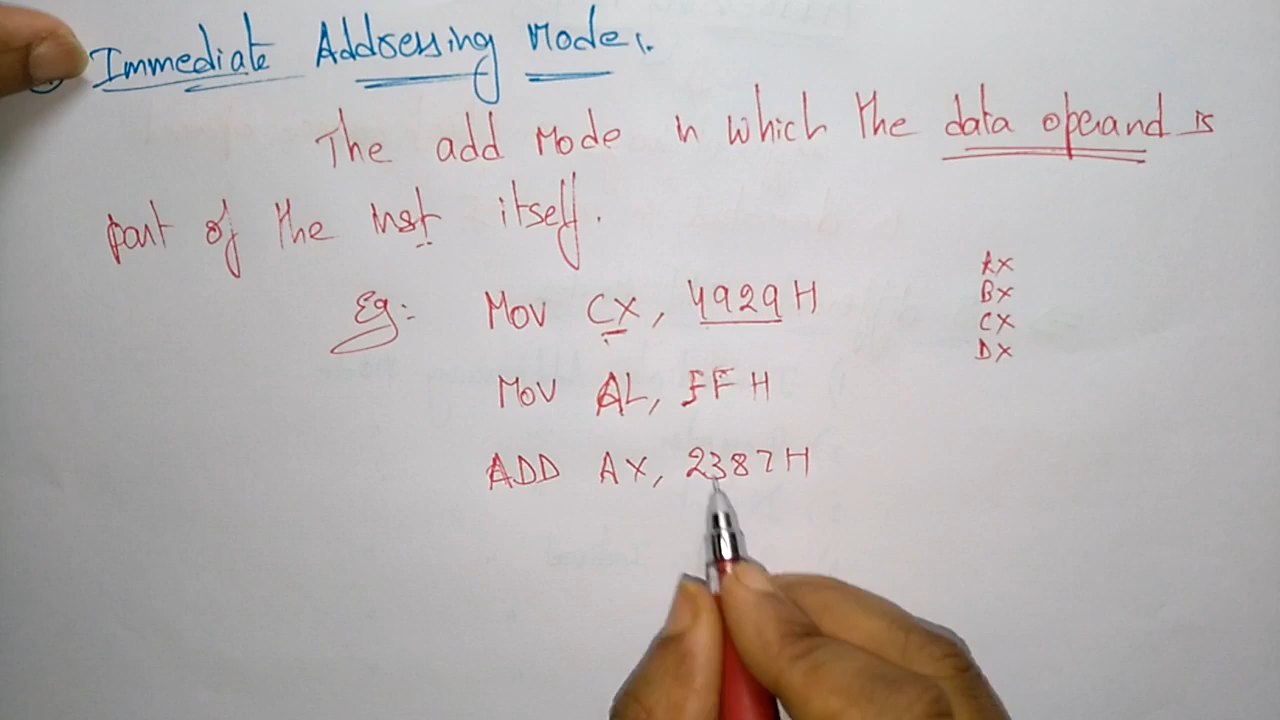 Immediate Addressing Mode:.
The add Mode in which the data operand is
part of the inst itself.
Eg: Mov CX, 4929H
Mov AL, FFH
ADD AX, 2387H
AX
BX
CX
DX